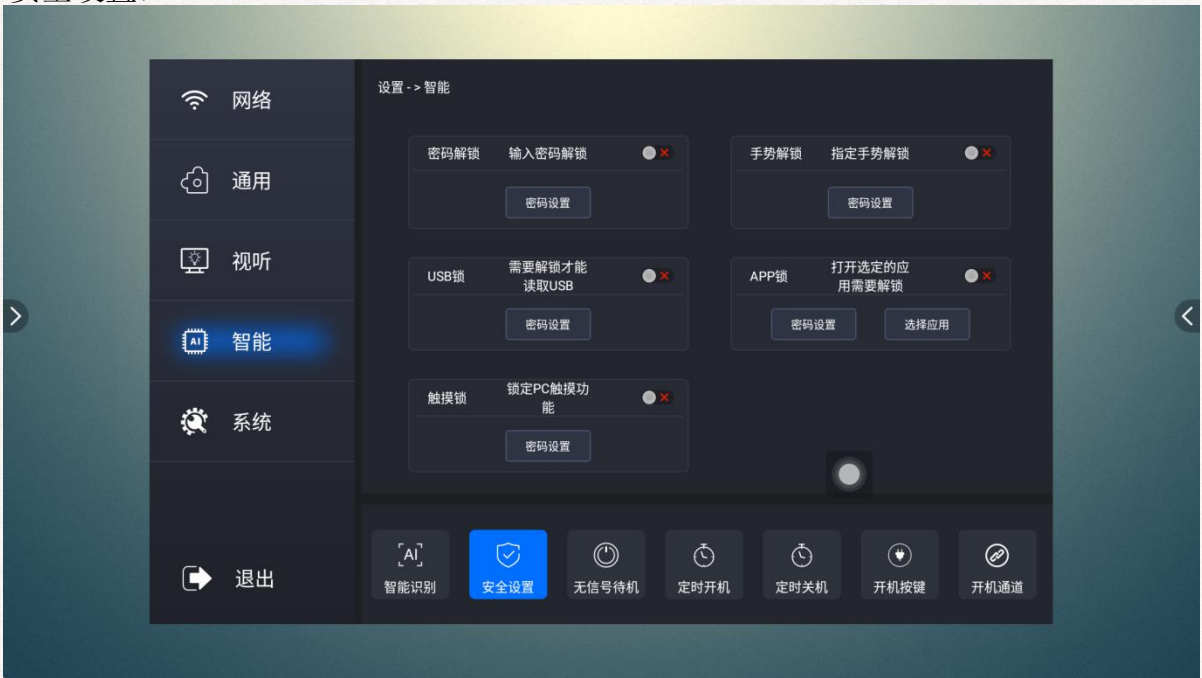 网络
通用
视听
AI
智能
系统
退出
设置 - > 智能
密码解锁 输入密码解锁
密码设置
手势解锁 指定手势解锁
密码设置
USB锁 需要解锁才能
读取USB
密码设置
APP锁 打开选定的应
用需要解锁
密码设置 选择应用
触摸锁 锁定PC触摸功
能
密码设置
AI
智能识别 安全设置 无信号待机 定时开机 定时关机 开机按键 开机通道